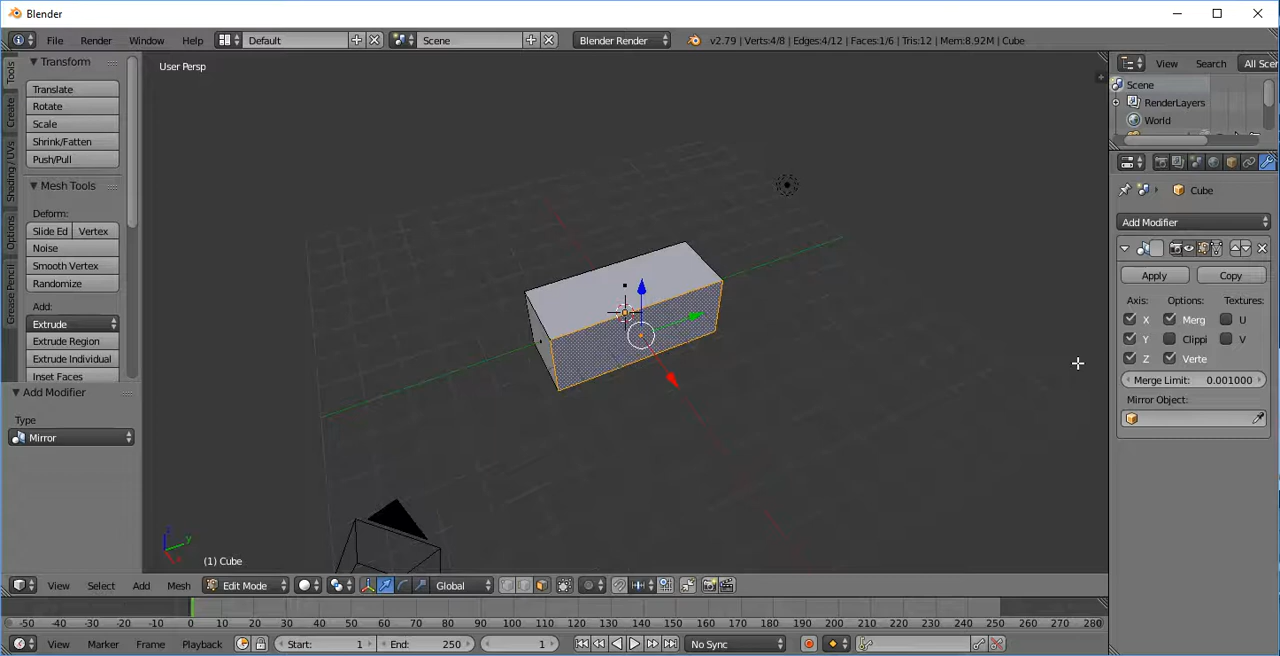 Blender
File Render Window Help Default Scene Blender Render v2.79 | Verts:4/8 | Edges:4/12 | Faces:1/6 | Tris:12 | Mem:8.92M | Cube
Transform
Translate
Rotate
Scale
Shrink/Fatten
Push/Pull
Mesh Tools
Deform:
Slide Ed Vertex
Noise
Smooth Vertex
Randomize
Add:
Extrude
Extrude Region
Extrude Individual
Inset Faces
Tools
Create
Shading / UVs
Options
Grease Pencil
Add Modifier
Type
Mirror
User Persp
(1) Cube
z
y
x
View Search All Scen
Scene
RenderLayers
World
Cube
Add Modifier
Apply Copy
Axis: Options: Textures:
X Merg U
Y Clippi V
Z Verte
Merge Limit: 0.001000
Mirror Object:
View Select Add Mesh Edit Mode Global
-50 -40 -30 -20 -10 0 10 20 30 40 50 60 70 80 90 100 110 120 130 140 150 160 170 180 190 200 210 220 230 240 250 260 270 280
View Marker Frame Playback Start: 1 End: 250 1 No Sync